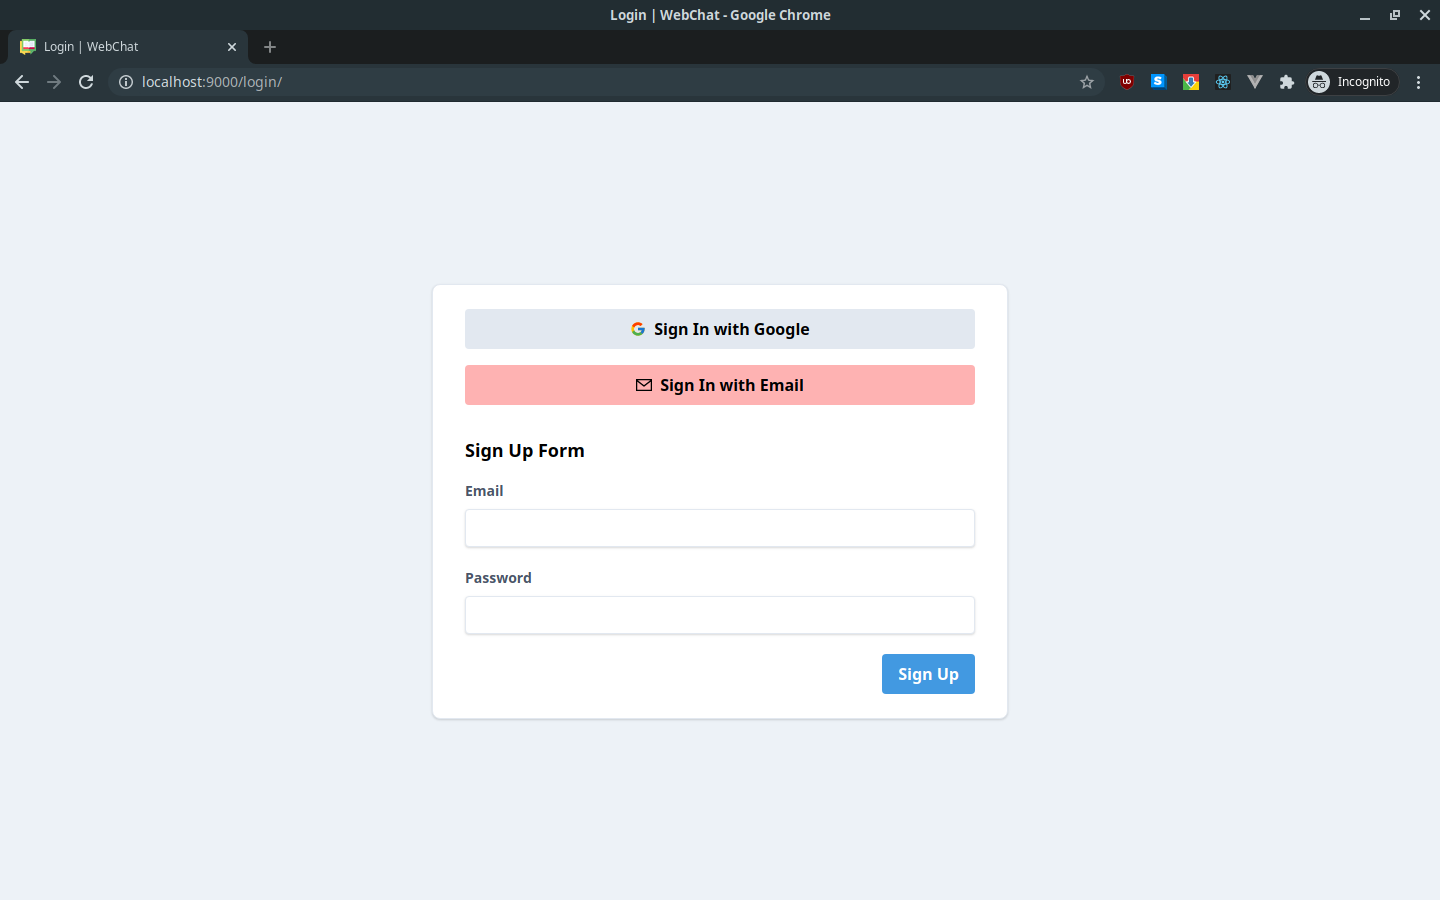 Login | WebChat - Google Chrome
Login | WebChat
localhost:9000/login/
UD
S
Incognito
Sign In with Google
Sign In with Email
Sign Up Form
Email
Password
Sign Up